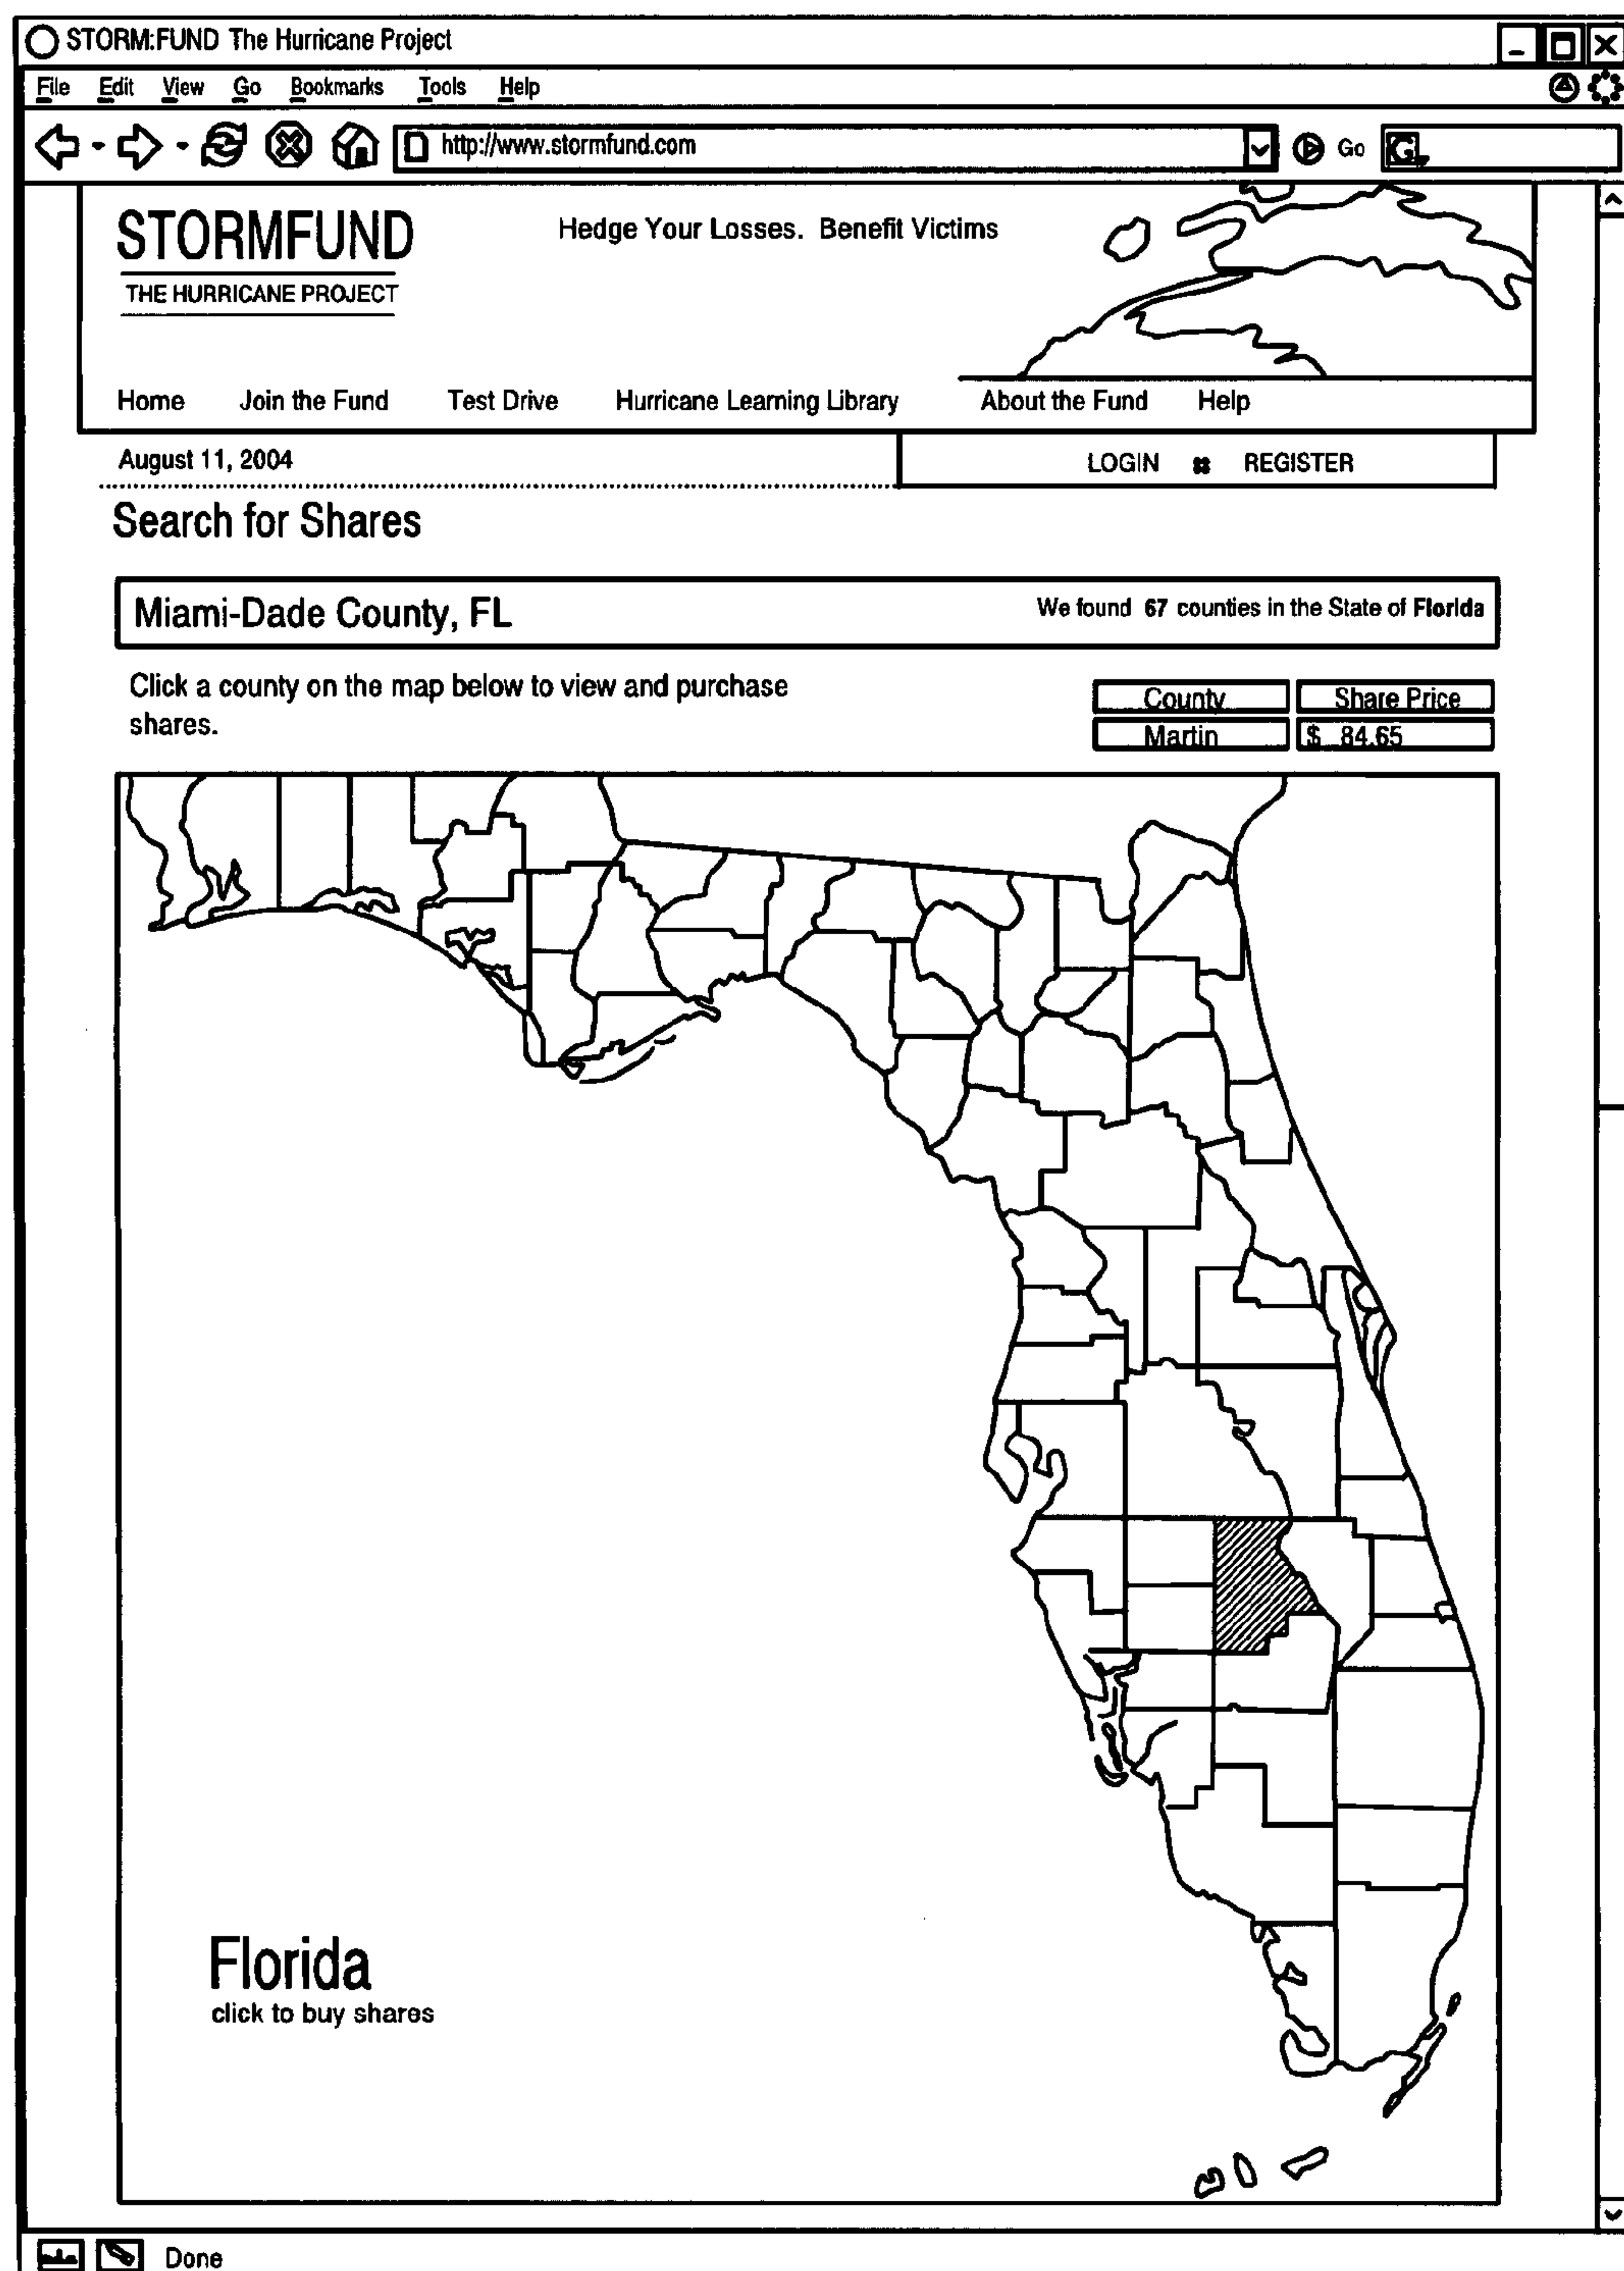 STORM:FUND The Hurricane Project
File Edit View Go Bookmarks Tools Help
http://www.stormfund.com
Go
G
STORMFUND
Hedge Your Losses. Benefit Victims
THE HURRICANE PROJECT
Home Join the Fund Test Drive Hurricane Learning Library About the Fund Help
August 11, 2004
LOGIN REGISTER
Search for Shares
Miami-Dade County, FL
We found 67 counties in the State of Florida
Click a county on the map below to view and purchase
shares.
County Share Price
Martin $ 84.65
Florida
click to buy shares
Done